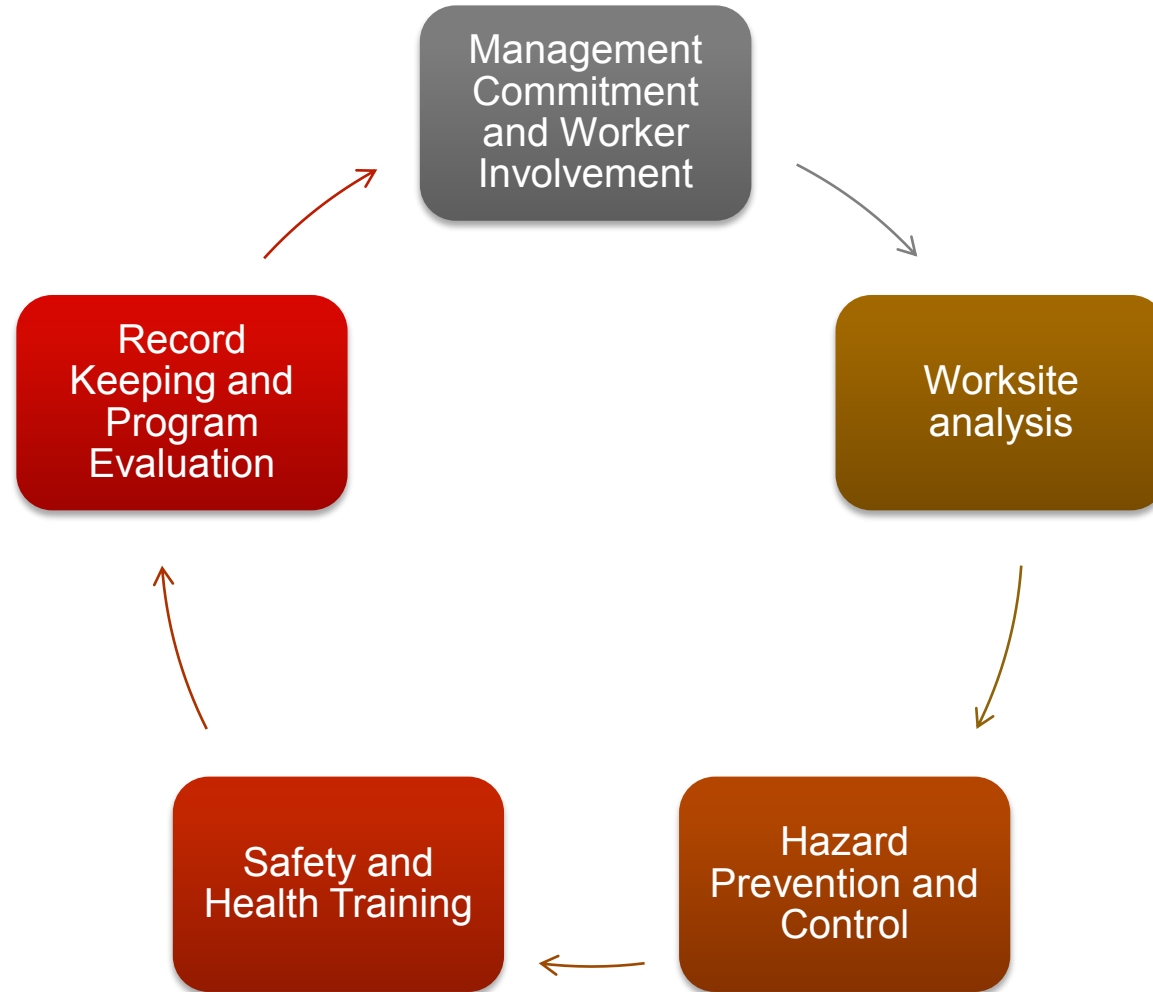 Management
Commitment
and Worker
Involvement
Worksite
analysis
Hazard
Prevention and
Control
Safety and
Health Training
Record
Keeping and
Program
Evaluation